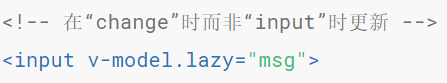 <!-- 在“change”时而非“input”时更新 -->
<input v-model.lazy="msg">